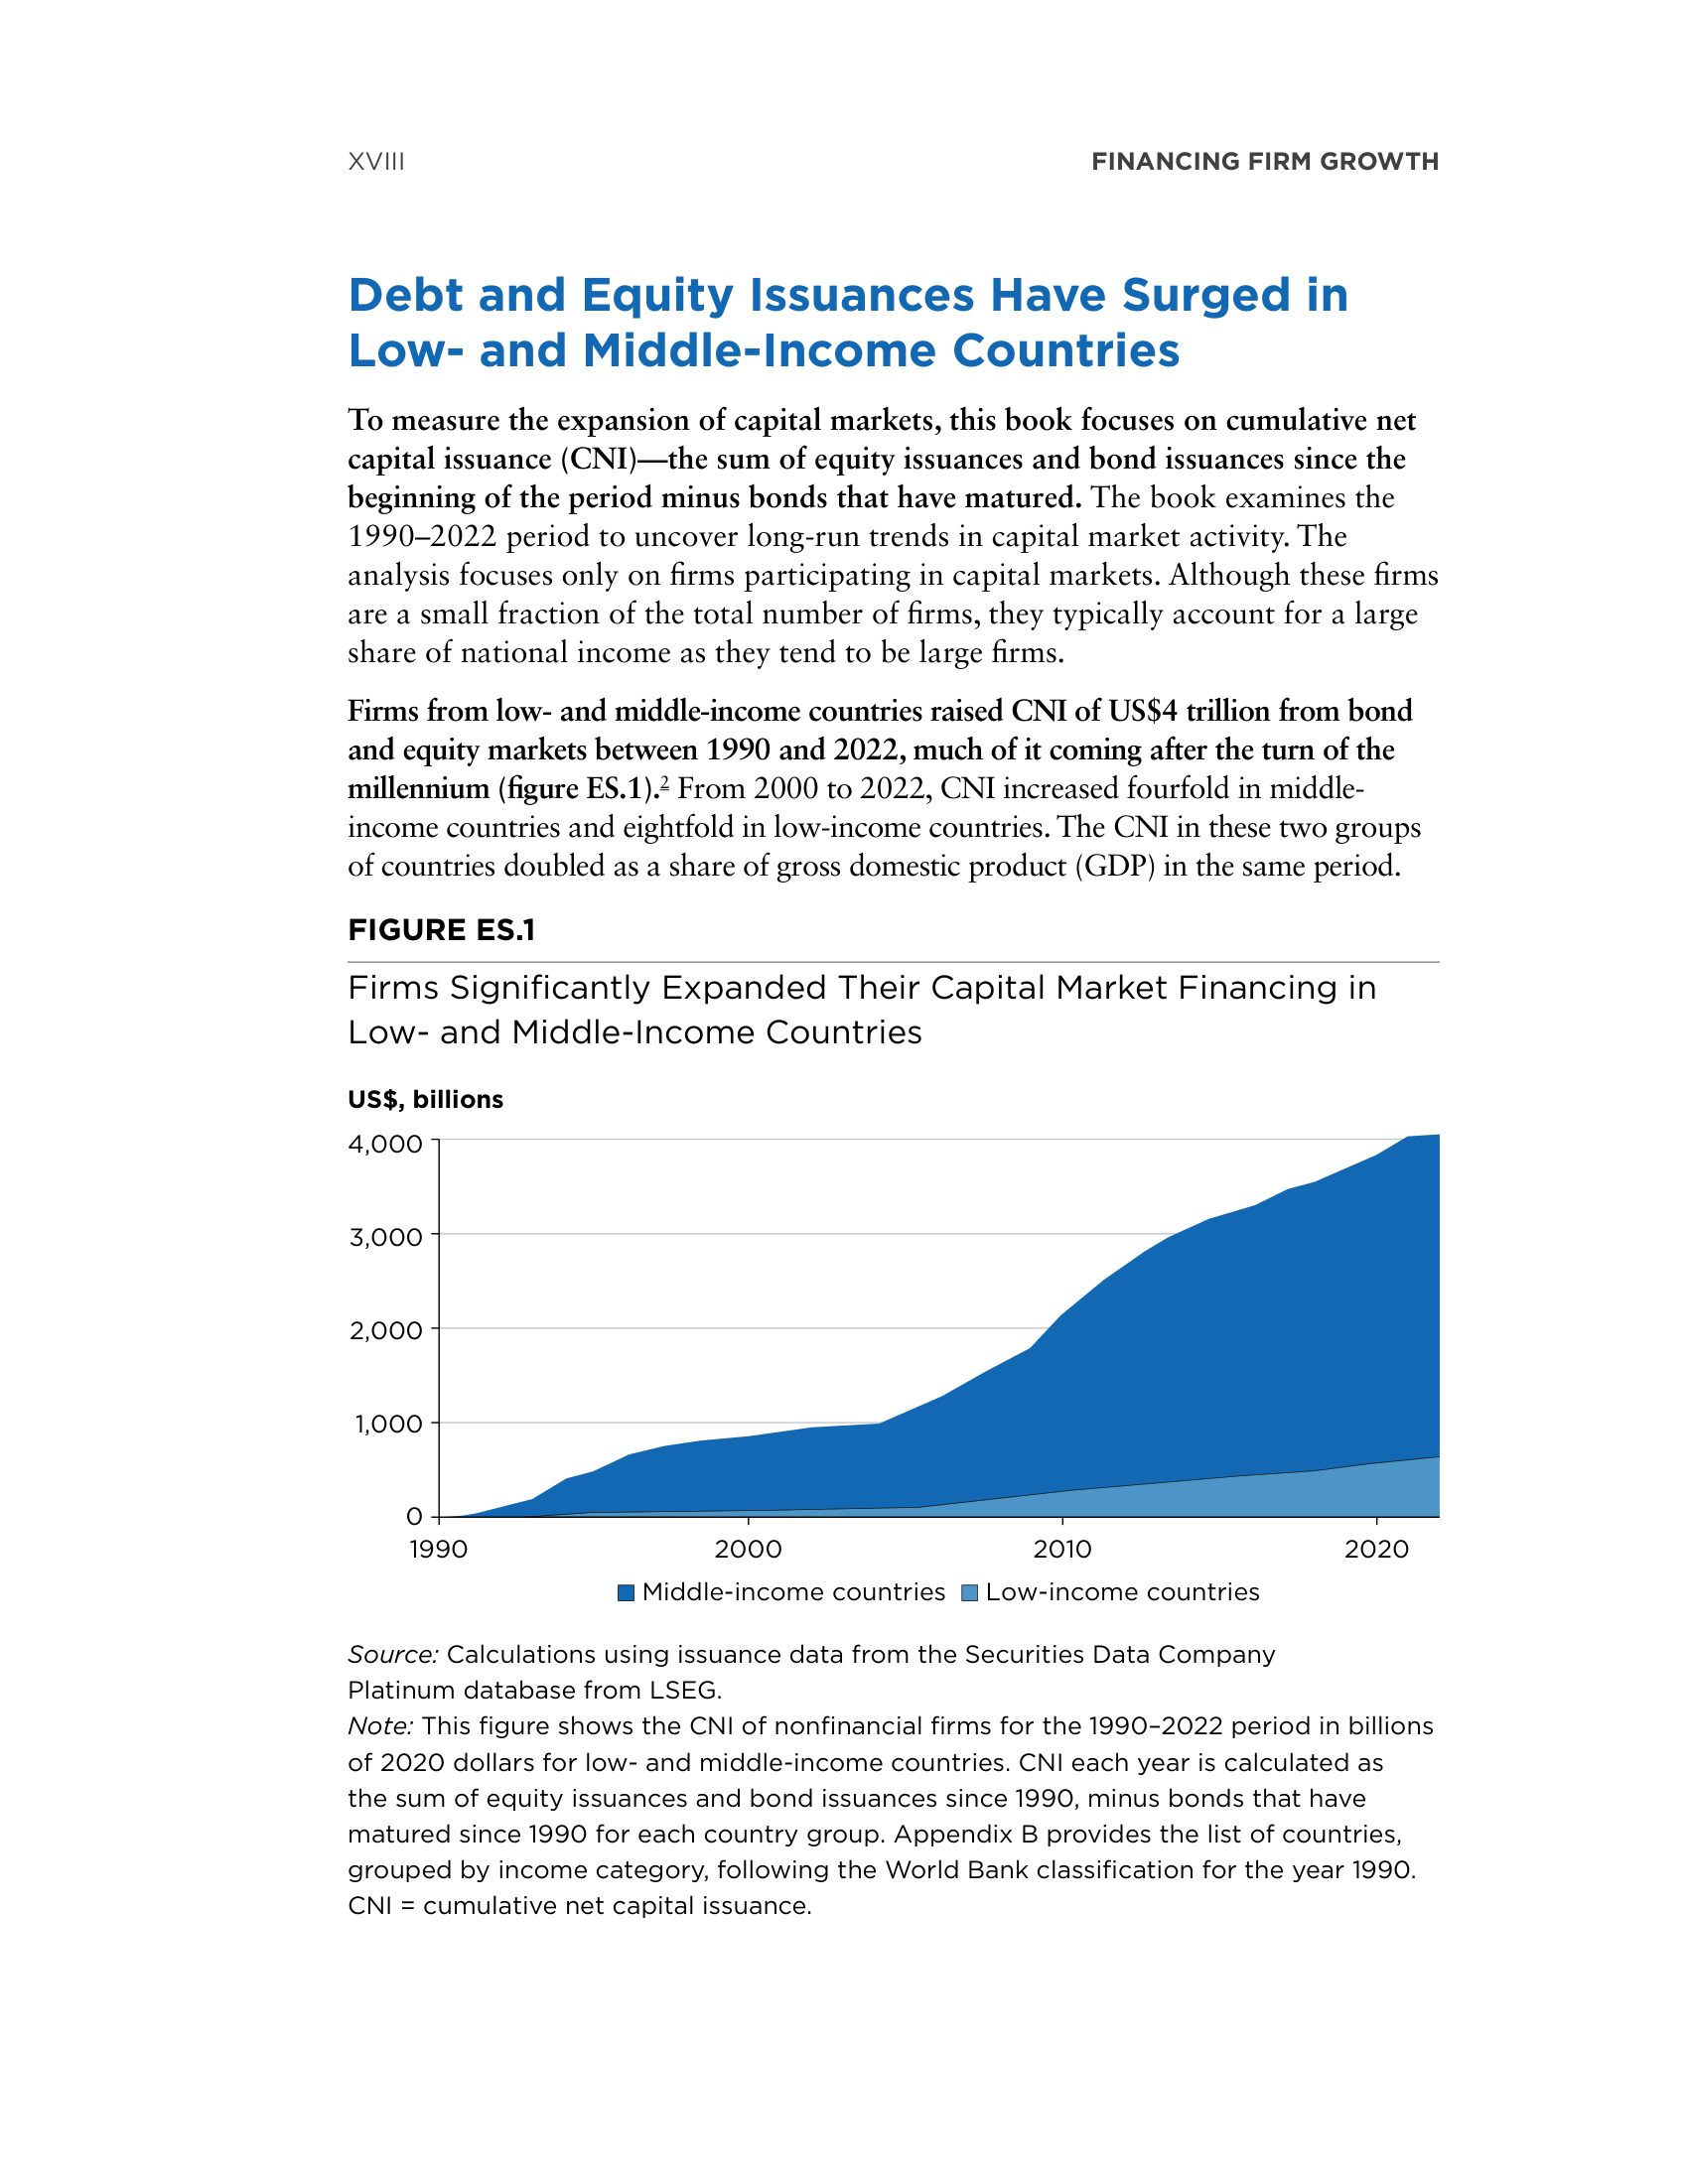 XVIII
FINANCING FIRM GROWTH
Debt and Equity Issuances Have Surged in
Low- and Middle-Income Countries
To measure the expansion of capital markets, this book focuses on cumulative net
capital issuance (CNI)—the sum of equity issuances and bond issuances since the
beginning of the period minus bonds that have matured. The book examines the
1990–2022 period to uncover long-run trends in capital market activity. The
analysis focuses only on firms participating in capital markets. Although these firms
are a small fraction of the total number of firms, they typically account for a large
share of national income as they tend to be large firms.
Firms from low- and middle-income countries raised CNI of US$4 trillion from bond
and equity markets between 1990 and 2022, much of it coming after the turn of the
millennium (figure ES.1).2 From 2000 to 2022, CNI increased fourfold in middle-
income countries and eightfold in low-income countries. The CNI in these two groups
of countries doubled as a share of gross domestic product (GDP) in the same period.
FIGURE ES.1
Firms Significantly Expanded Their Capital Market Financing in
Low- and Middle-Income Countries
US$, billions
4,000
3,000
2,000
1,000
0
1990 2000 2010 2020
Middle-income countries Low-income countries
Source: Calculations using issuance data from the Securities Data Company
Platinum database from LSEG.
Note: This figure shows the CNI of nonfinancial firms for the 1990–2022 period in billions
of 2020 dollars for low- and middle-income countries. CNI each year is calculated as
the sum of equity issuances and bond issuances since 1990, minus bonds that have
matured since 1990 for each country group. Appendix B provides the list of countries,
grouped by income category, following the World Bank classification for the year 1990.
CNI = cumulative net capital issuance.